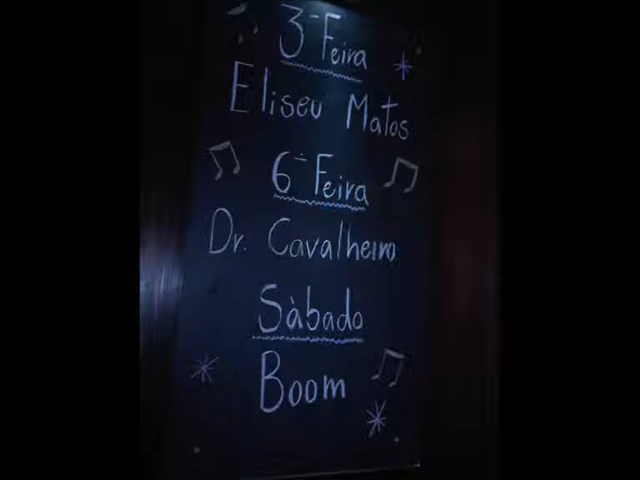 3ª Feira
Eliseu Matos
6ª Feira
Dr. Cavalheiro
Sàbado
Boom